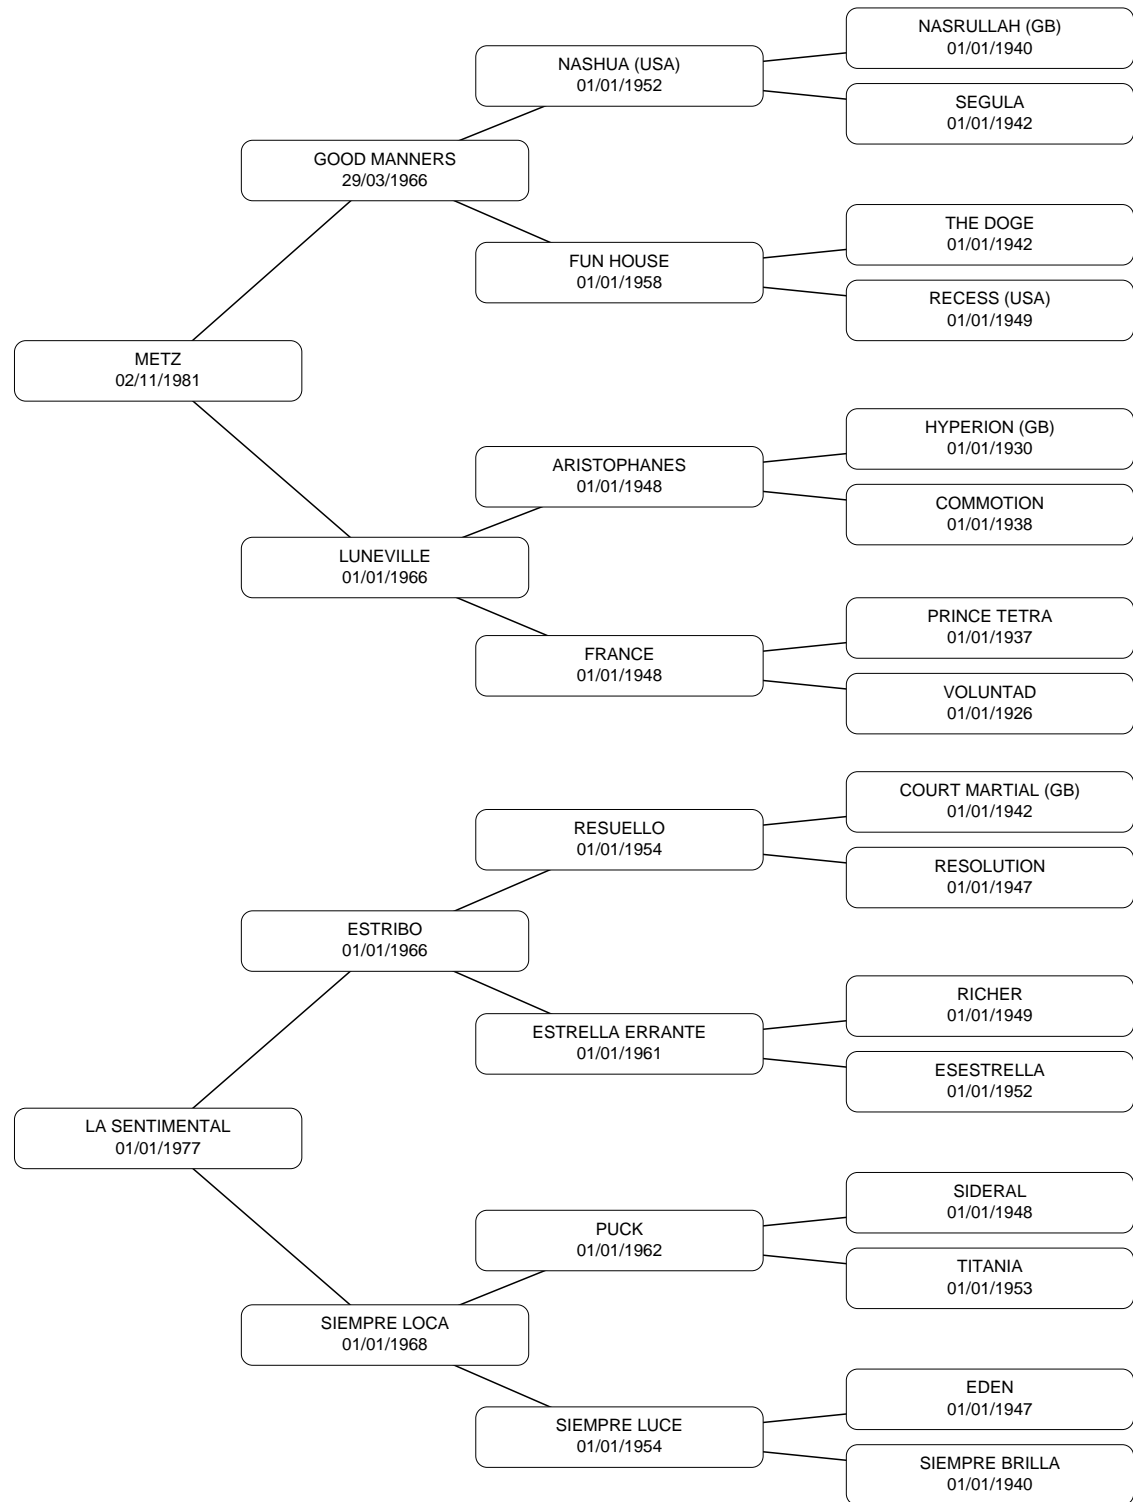 NASRULLAH (GB)
01/01/1940
NASHUA (USA)
01/01/1952
SEGULA
01/01/1942
GOOD MANNERS
29/03/1966
THE DOGE
01/01/1942
FUN HOUSE
01/01/1958
RECESS (USA)
01/01/1949
METZ
02/11/1981
HYPERION (GB)
01/01/1930
ARISTOPHANES
01/01/1948
COMMOTION
01/01/1938
LUNEVILLE
01/01/1966
PRINCE TETRA
01/01/1937
FRANCE
01/01/1948
VOLUNTAD
01/01/1926
COURT MARTIAL (GB)
01/01/1942
RESUELLO
01/01/1954
RESOLUTION
01/01/1947
ESTRIBO
01/01/1966
RICHER
01/01/1949
ESTRELLA ERRANTE
01/01/1961
ESESTRELLA
01/01/1952
LA SENTIMENTAL
01/01/1977
SIDERAL
01/01/1948
PUCK
01/01/1962
TITANIA
01/01/1953
SIEMPRE LOCA
01/01/1968
EDEN
01/01/1947
SIEMPRE LUCE
01/01/1954
SIEMPRE BRILLA
01/01/1940